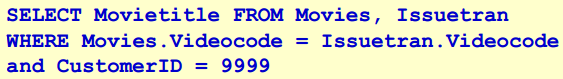 SELECT Movietitle FROM Movies, Issuetran
WHERE Movies.Videocode = Issuetran.Videocode
and CustomerID = 9999